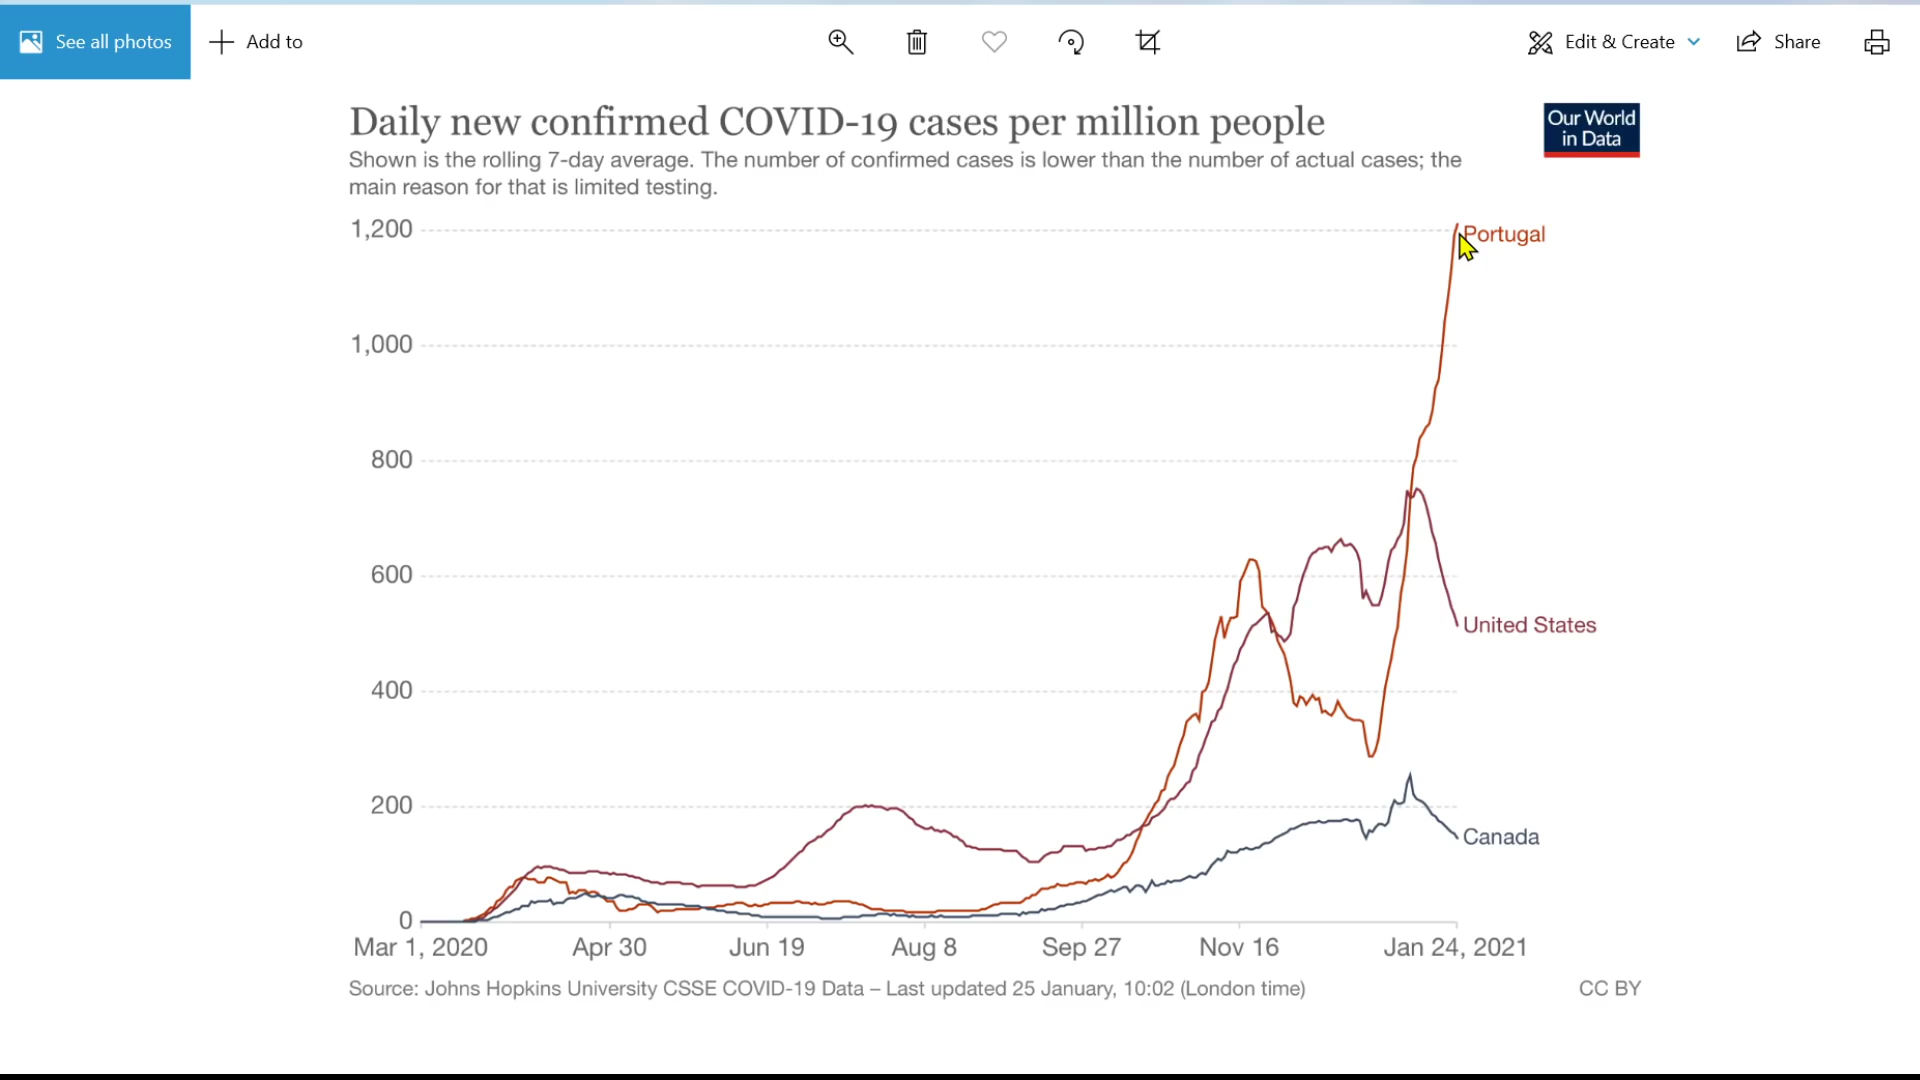 See all photos
Add to
Edit & Create
Share
Daily new confirmed COVID-19 cases per million people
Our World
in Data
Shown is the rolling 7-day average. The number of confirmed cases is lower than the number of actual cases; the
main reason for that is limited testing.
1,200
Portugal
1,000
800
600
United States
400
200
Canada
0
Mar 1, 2020 Apr 30 Jun 19 Aug 8 Sep 27 Nov 16 Jan 24, 2021
Source: Johns Hopkins University CSSE COVID-19 Data – Last updated 25 January, 10:02 (London time)
CC BY